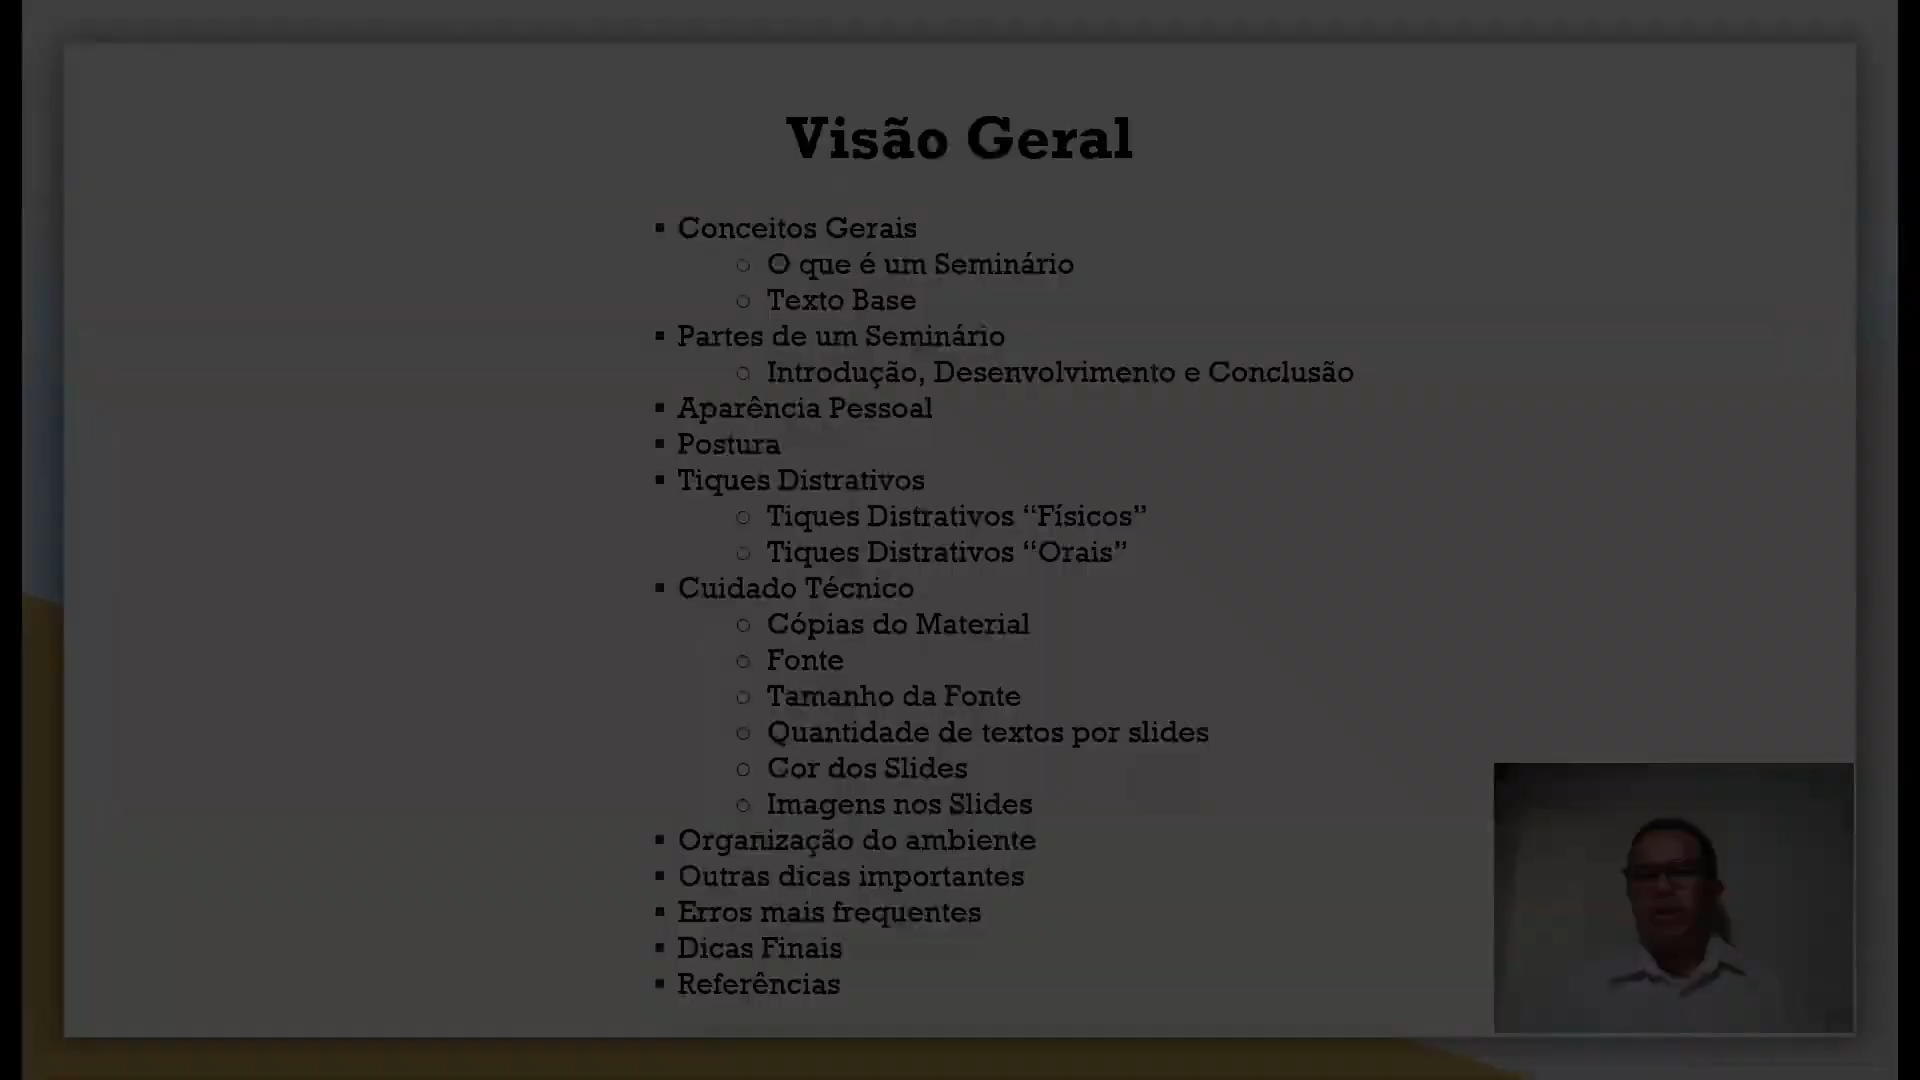 Visão Geral
▪ Conceitos Gerais
○ O que é um Seminário
○ Texto Base
▪ Partes de um Seminário
○ Introdução, Desenvolvimento e Conclusão
▪ Aparência Pessoal
▪ Postura
▪ Tiques Distrativos
○ Tiques Distrativos “Físicos”
○ Tiques Distrativos “Orais”
▪ Cuidado Técnico
○ Cópias do Material
○ Fonte
○ Tamanho da Fonte
○ Quantidade de textos por slides
○ Cor dos Slides
○ Imagens nos Slides
▪ Organização do ambiente
▪ Outras dicas importantes
▪ Erros mais frequentes
▪ Dicas Finais
▪ Referências